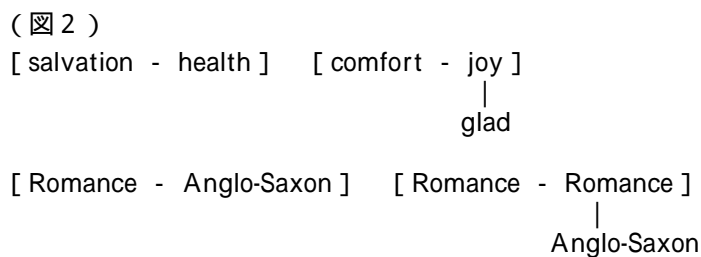 (図2)
[ salvation - health ] [ comfort - joy ]
|
glad
[ Romance - Anglo-Saxon ] [ Romance - Romance ]
|
Anglo-Saxon